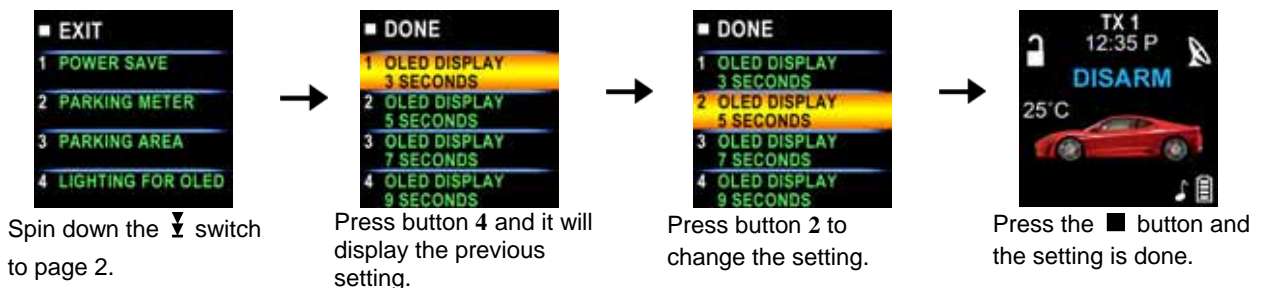 ■ EXIT
1 POWER SAVE
2 PARKING METER
3 PARKING AREA
4 LIGHTING FOR OLED
Spin down the switch
to page 2.
■ DONE
1 OLED DISPLAY
3 SECONDS
2 OLED DISPLAY
5 SECONDS
3 OLED DISPLAY
7 SECONDS
4 OLED DISPLAY
9 SECONDS
Press button 4 and it will
display the previous
setting.
■ DONE
1 OLED DISPLAY
3 SECONDS
2 OLED DISPLAY
5 SECONDS
3 OLED DISPLAY
7 SECONDS
4 OLED DISPLAY
9 SECONDS
Press button 2 to
change the setting.
TX 1
12:35 P
DISARM
25°C
Press the ■ button and
the setting is done.